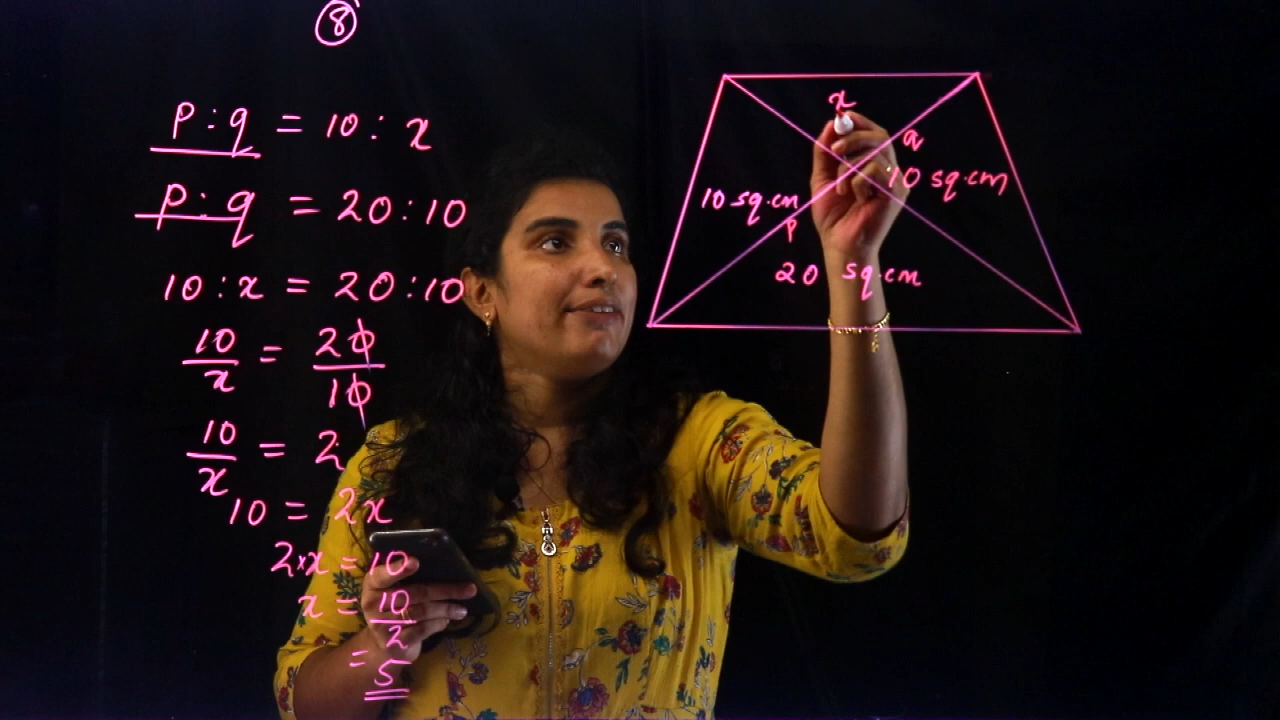 8
p : q = 10 : x
p : q = 20 : 10
10 : x = 20 : 10
10/x = 20/10
10/x = 2
10 = 2x
2×x = 10
x = 10/2
= 5
x
q
10 sq.cm
10 sq.cm
p
20 sq.cm